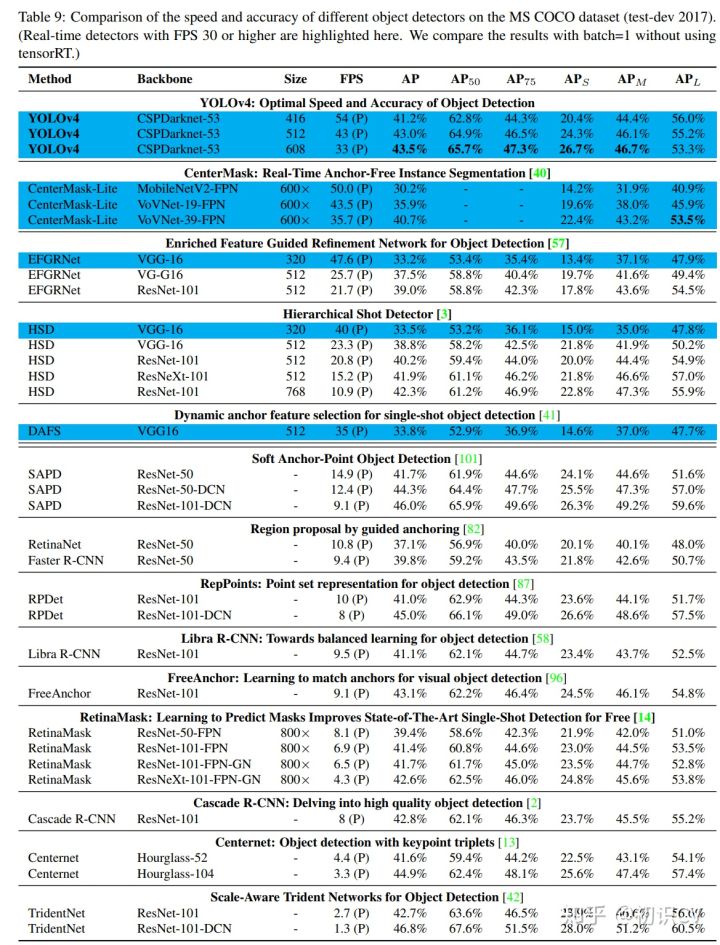 Table 9: Comparison of the speed and accuracy of different object detectors on the MS COCO dataset (test-dev 2017).
(Real-time detectors with FPS 30 or higher are highlighted here. We compare the results with batch=1 without using
tensorRT.)
Method Backbone Size FPS AP AP50 AP75 APS APM APL
YOLOv4: Optimal Speed and Accuracy of Object Detection
YOLOv4 CSPDarknet-53 416 54 (P) 41.2% 62.8% 44.3% 20.4% 44.4% 56.0%
YOLOv4 CSPDarknet-53 512 43 (P) 43.0% 64.9% 46.5% 24.3% 46.1% 55.2%
YOLOv4 CSPDarknet-53 608 33 (P) 43.5% 65.7% 47.3% 26.7% 46.7% 53.3%
CenterMask: Real-Time Anchor-Free Instance Segmentation [40]
CenterMask-Lite MobileNetV2-FPN 600× 50.0 (P) 30.2% - - 14.2% 31.9% 40.9%
CenterMask-Lite VoVNet-19-FPN 600× 43.5 (P) 35.9% - - 19.6% 38.0% 45.9%
CenterMask-Lite VoVNet-39-FPN 600× 35.7 (P) 40.7% - - 22.4% 43.2% 53.5%
Enriched Feature Guided Refinement Network for Object Detection [57]
EFGRNet VGG-16 320 47.6 (P) 33.2% 53.4% 35.4% 13.4% 37.1% 47.9%
EFGRNet VG-G16 512 25.7 (P) 37.5% 58.8% 40.4% 19.7% 41.6% 49.4%
EFGRNet ResNet-101 512 21.7 (P) 39.0% 58.8% 42.3% 17.8% 43.6% 54.5%
Hierarchical Shot Detector [3]
HSD VGG-16 320 40 (P) 33.5% 53.2% 36.1% 15.0% 35.0% 47.8%
HSD VGG-16 512 23.3 (P) 38.8% 58.2% 42.5% 21.8% 41.9% 50.2%
HSD ResNet-101 512 20.8 (P) 40.2% 59.4% 44.0% 20.0% 44.4% 54.9%
HSD ResNeXt-101 512 15.2 (P) 41.9% 61.1% 46.2% 21.8% 46.6% 57.0%
HSD ResNet-101 768 10.9 (P) 42.3% 61.2% 46.9% 22.8% 47.3% 55.9%
Dynamic anchor feature selection for single-shot object detection [41]
DAFS VGG16 512 35 (P) 33.8% 52.9% 36.9% 14.6% 37.0% 47.7%
Soft Anchor-Point Object Detection [101]
SAPD ResNet-50 - 14.9 (P) 41.7% 61.9% 44.6% 24.1% 44.6% 51.6%
SAPD ResNet-50-DCN - 12.4 (P) 44.3% 64.4% 47.7% 25.5% 47.3% 57.0%
SAPD ResNet-101-DCN - 9.1 (P) 46.0% 65.9% 49.6% 26.3% 49.2% 59.6%
Region proposal by guided anchoring [82]
RetinaNet ResNet-50 - 10.8 (P) 37.1% 56.9% 40.0% 20.1% 40.1% 48.0%
Faster R-CNN ResNet-50 - 9.4 (P) 39.8% 59.2% 43.5% 21.8% 42.6% 50.7%
RepPoints: Point set representation for object detection [87]
RPDet ResNet-101 - 10 (P) 41.0% 62.9% 44.3% 23.6% 44.1% 51.7%
RPDet ResNet-101-DCN - 8 (P) 45.0% 66.1% 49.0% 26.6% 48.6% 57.5%
Libra R-CNN: Towards balanced learning for object detection [58]
Libra R-CNN ResNet-101 - 9.5 (P) 41.1% 62.1% 44.7% 23.4% 43.7% 52.5%
FreeAnchor: Learning to match anchors for visual object detection [96]
FreeAnchor ResNet-101 - 9.1 (P) 43.1% 62.2% 46.4% 24.5% 46.1% 54.8%
RetinaMask: Learning to Predict Masks Improves State-of-The-Art Single-Shot Detection for Free [14]
RetinaMask ResNet-50-FPN 800× 8.1 (P) 39.4% 58.6% 42.3% 21.9% 42.0% 51.0%
RetinaMask ResNet-101-FPN 800× 6.9 (P) 41.4% 60.8% 44.6% 23.0% 44.5% 53.5%
RetinaMask ResNet-101-FPN-GN 800× 6.5 (P) 41.7% 61.7% 45.0% 23.5% 44.7% 52.8%
RetinaMask ResNeXt-101-FPN-GN 800× 4.3 (P) 42.6% 62.5% 46.0% 24.8% 45.6% 53.8%
Cascade R-CNN: Delving into high quality object detection [2]
Cascade R-CNN ResNet-101 - 8 (P) 42.8% 62.1% 46.3% 23.7% 45.5% 55.2%
Centernet: Object detection with keypoint triplets [13]
Centernet Hourglass-52 - 4.4 (P) 41.6% 59.4% 44.2% 22.5% 43.1% 54.1%
Centernet Hourglass-104 - 3.3 (P) 44.9% 62.4% 48.1% 25.6% 47.4% 57.4%
Scale-Aware Trident Networks for Object Detection [42]
TridentNet ResNet-101 - 2.7 (P) 42.7% 63.6% 46.5% 56.6%
TridentNet ResNet-101-DCN - 1.3 (P) 46.8% 67.6% 51.5% 28.0% 51.2% 60.5%
知乎